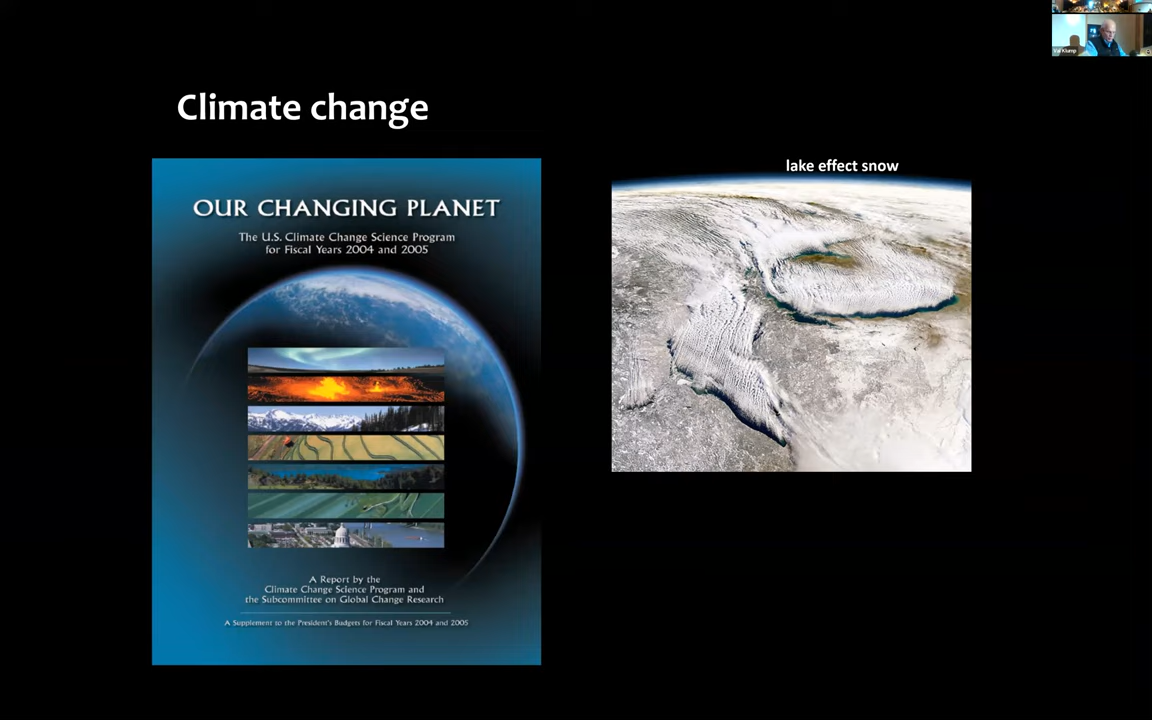 Climate change
OUR CHANGING PLANET
The U.S. Climate Change Science Program
for Fiscal Years 2004 and 2005
A Report by the
Climate Change Science Program and
the Subcommittee on Global Change Research
A Supplement to the President's Budgets for Fiscal Years 2004 and 2005
lake effect snow
Val Klump